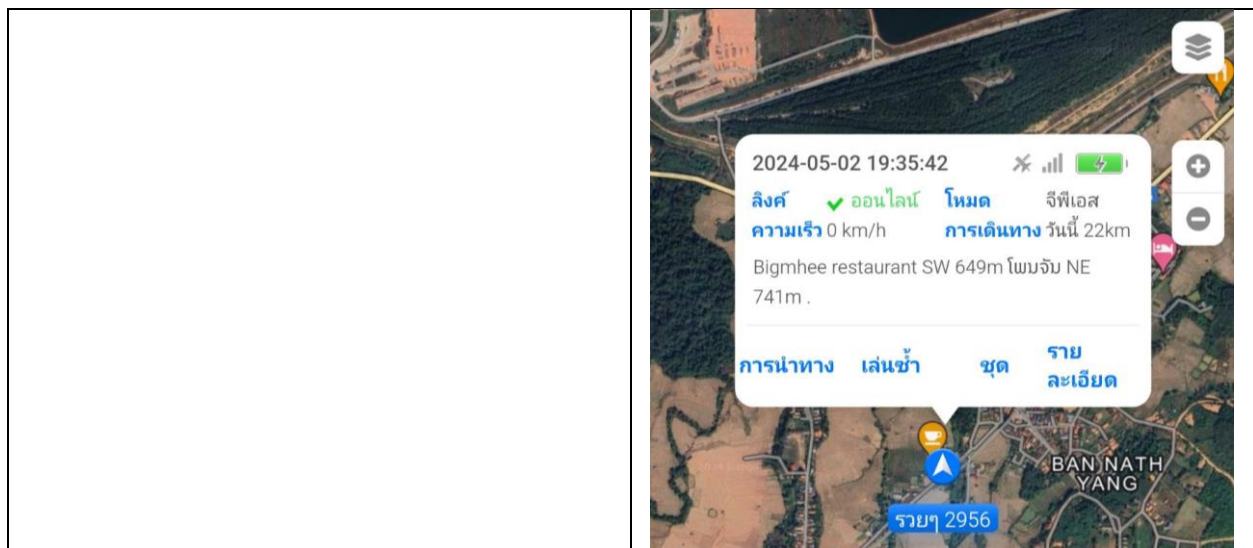 2024-05-02 19:35:42
ลิงค์ ออนไลน์ โหมด จีพีเอส
ความเร็ว 0 km/h การเดินทาง วันนี้ 22km
Bigmhee restaurant SW 649m โพนจัน NE
741m .
การนำทาง เล่นซ้ำ ชุด ราย
ละเอียด
BAN NATH
YANG
รวยๆ 2956